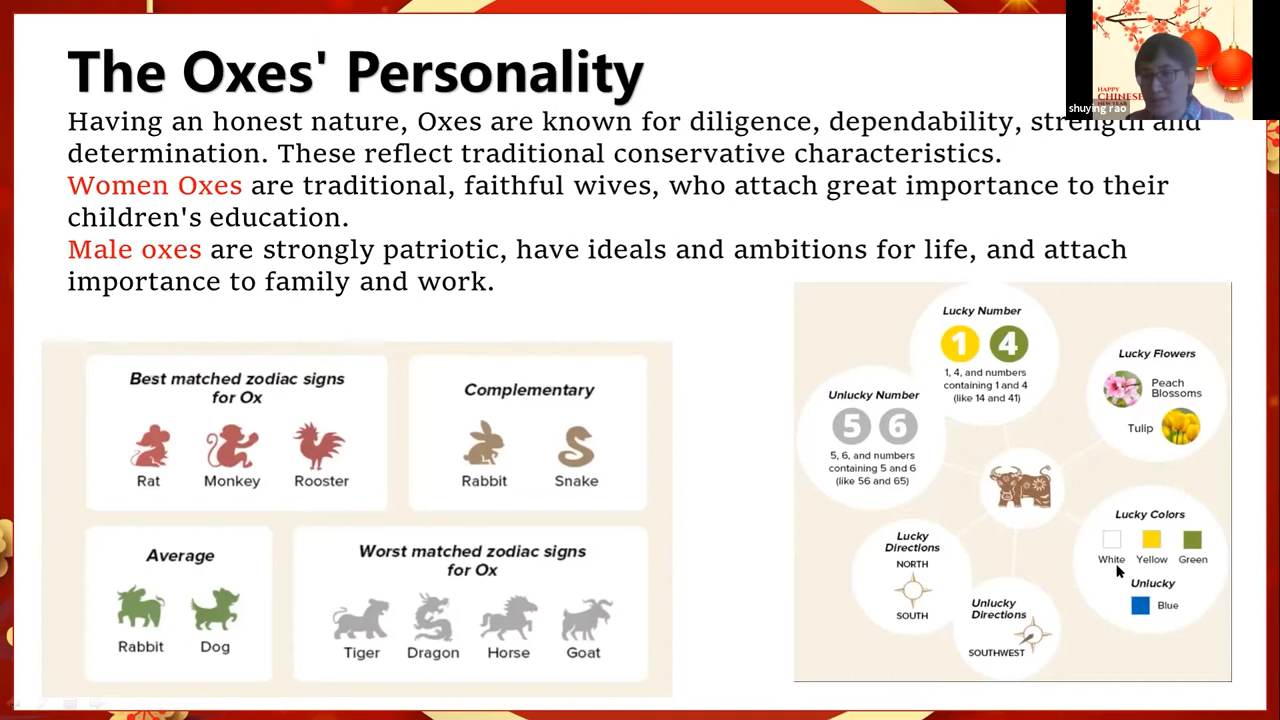 The Oxes' Personality
Having an honest nature, Oxes are known for diligence, dependability, strength and
determination. These reflect traditional conservative characteristics.
Women Oxes are traditional, faithful wives, who attach great importance to their
children's education.
Male oxes are strongly patriotic, have ideals and ambitions for life, and attach
importance to family and work.
HAPPY
CHINESE
NEW YEAR
shuying rao
Best matched zodiac signs
for Ox
Rat Monkey Rooster
Complementary
Rabbit Snake
Average
Rabbit Dog
Worst matched zodiac signs
for Ox
Tiger Dragon Horse Goat
Lucky Number
1 4
1, 4, and numbers
containing 1 and 4
(like 14 and 41)
Unlucky Number
5 6
5, 6, and numbers
containing 5 and 6
(like 56 and 65)
Lucky Flowers
Peach
Blossoms
Tulip
Lucky Colors
White Yellow Green
Unlucky
Blue
Lucky
Directions
NORTH
SOUTH
Unlucky
Directions
SOUTHWEST